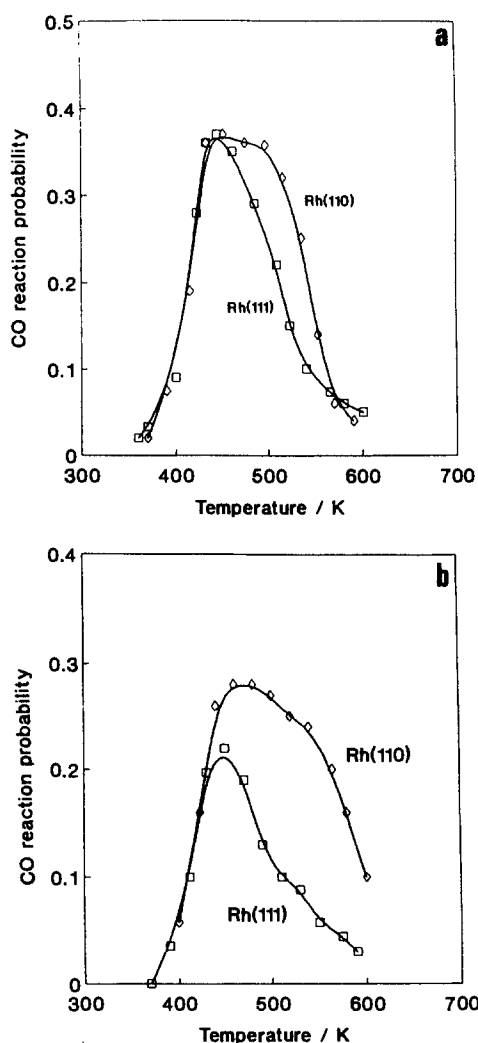 a
0.5
0.4
0.3
0.2
0.1
0
CO reaction probability
Rh(110)
Rh(111)
300 400 500 600 700
Temperature / K
b
0.4
0.3
0.2
0.1
0
CO reaction probability
Rh(110)
Rh(111)
300 400 500 600 700
Temperature / K